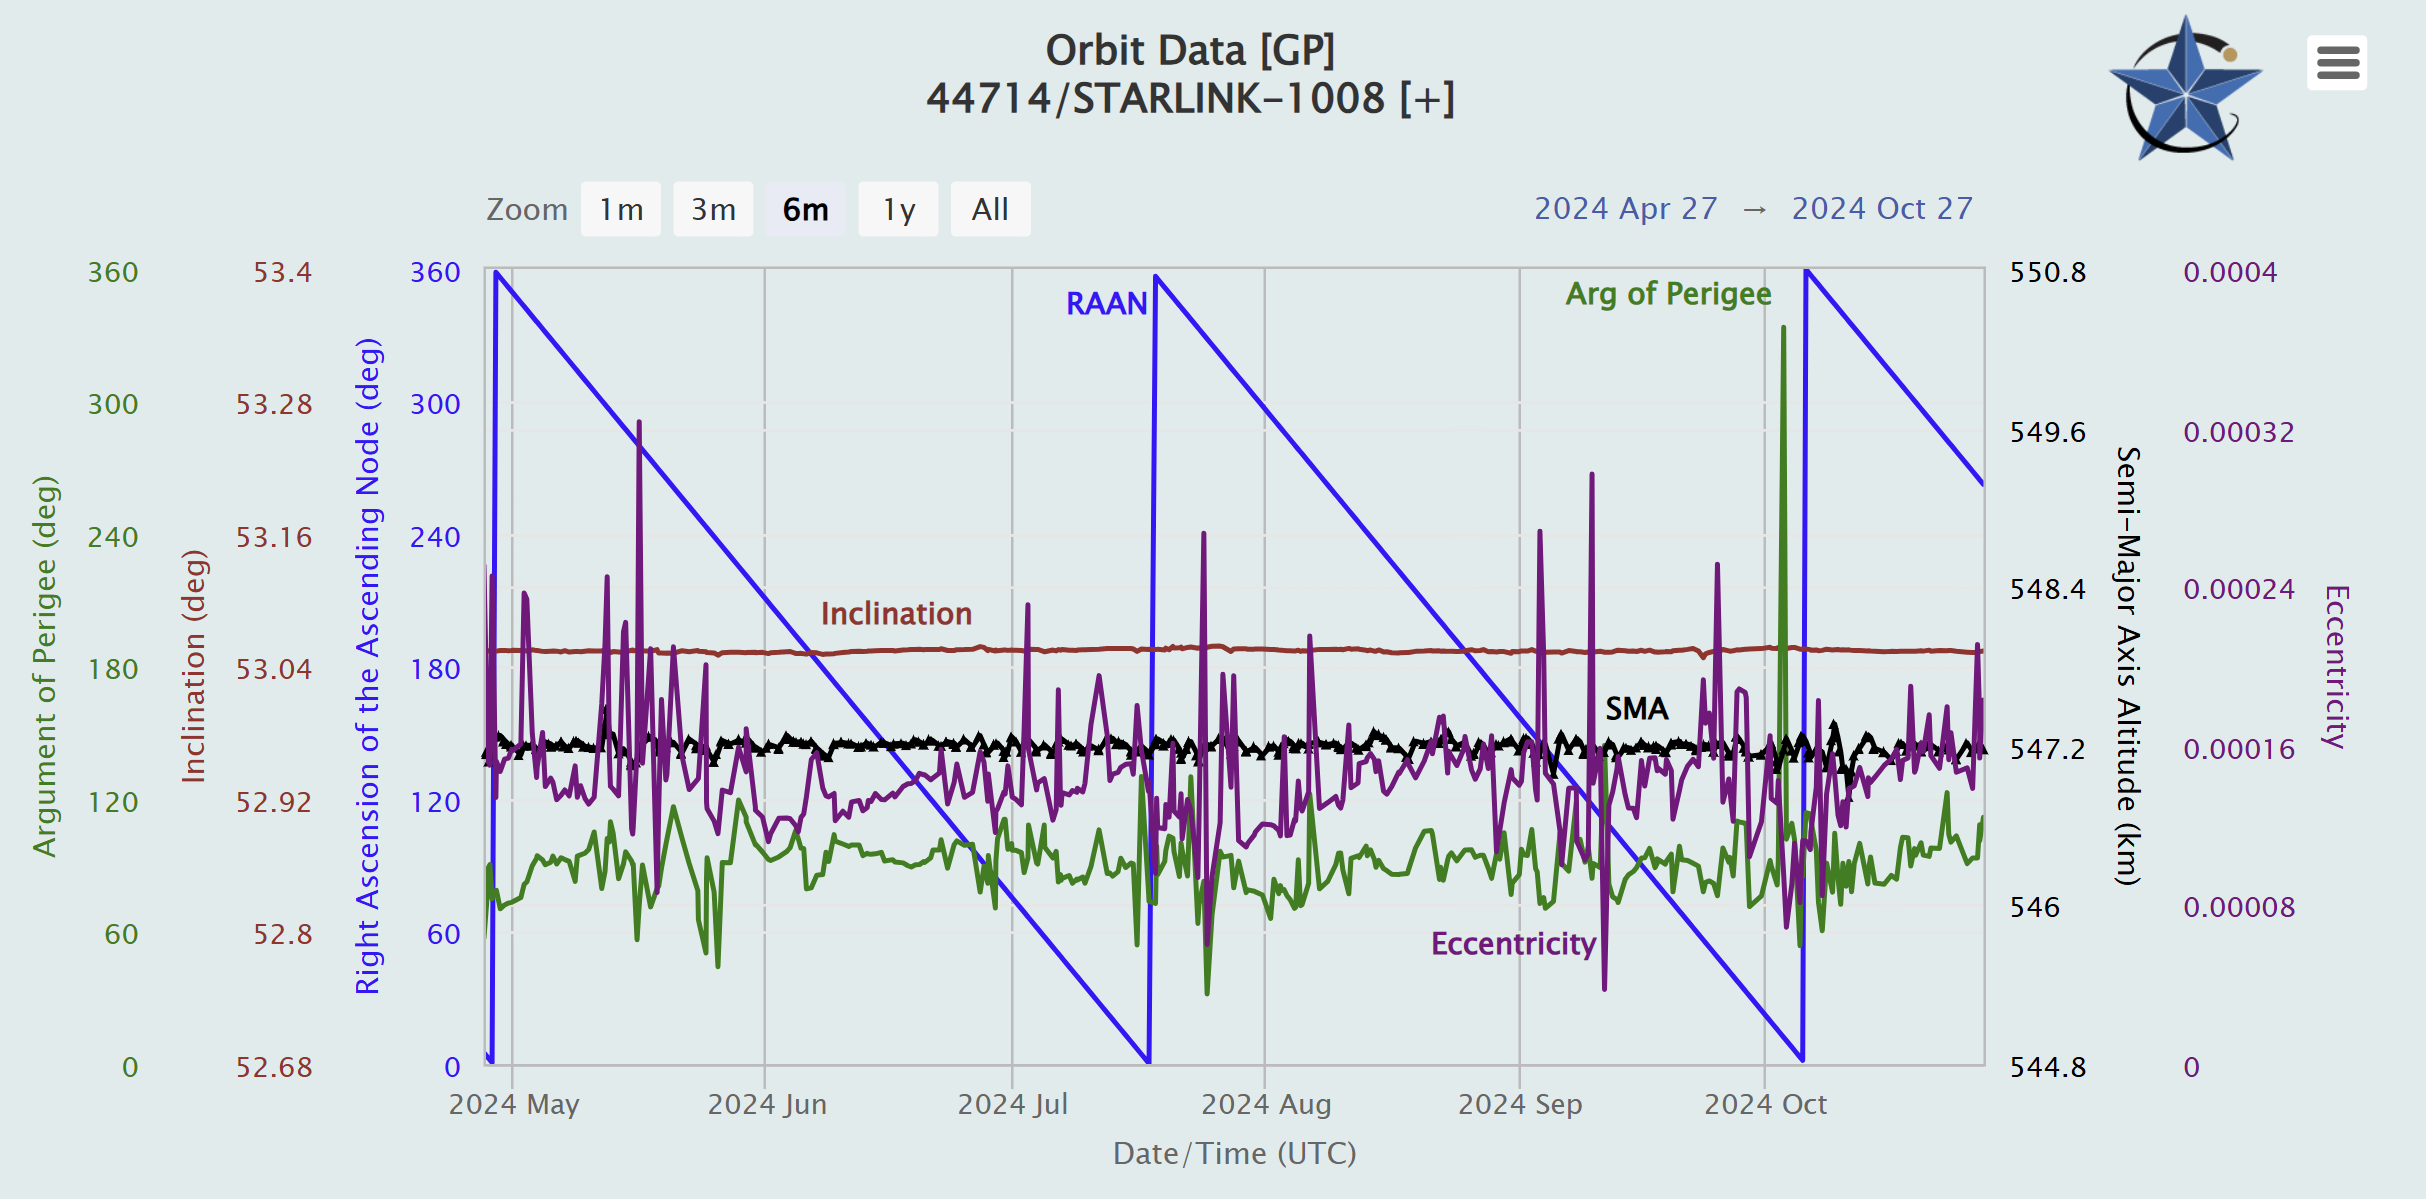 Orbit Data [GP]
44714/STARLINK-1008 [+]
Zoom 1m 3m 6m 1y All
2024 Apr 27 → 2024 Oct 27
Argument of Perigee (deg)
360
300
240
180
120
60
0
Inclination (deg)
53.4
53.28
53.16
53.04
52.92
52.8
52.68
Right Ascension of the Ascending Node (deg)
360
300
240
180
120
60
0
RAAN
Arg of Perigee
Inclination
SMA
Eccentricity
550.8
549.6
548.4
547.2
546
544.8
Semi-Major Axis Altitude (km)
0.0004
0.00032
0.00024
0.00016
0.00008
0
Eccentricity
2024 May 2024 Jun 2024 Jul 2024 Aug 2024 Sep 2024 Oct
Date/Time (UTC)